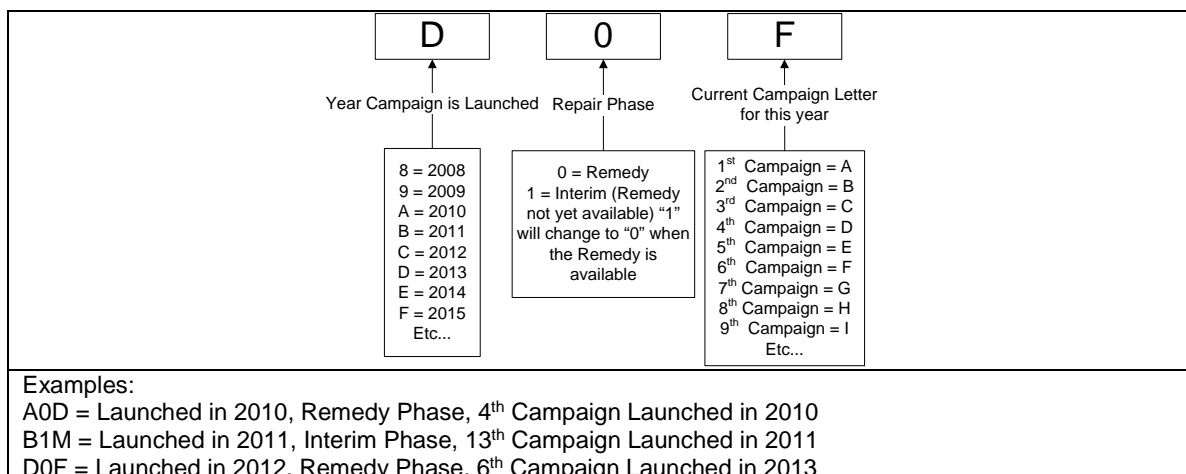 D 0 F
Year Campaign is Launched
Repair Phase
Current Campaign Letter
for this year
8 = 2008
9 = 2009
A = 2010
B = 2011
C = 2012
D = 2013
E = 2014
F = 2015
Etc...
0 = Remedy
1 = Interim (Remedy
not yet available) “1”
will change to “0” when
the Remedy is
available
1st Campaign = A
2nd Campaign = B
3rd Campaign = C
4th Campaign = D
5th Campaign = E
6th Campaign = F
7th Campaign = G
8th Campaign = H
9th Campaign = I
Etc...
Examples:
A0D = Launched in 2010, Remedy Phase, 4th Campaign Launched in 2010
B1M = Launched in 2011, Interim Phase, 13th Campaign Launched in 2011
D0F = Launched in 2012, Remedy Phase, 6th Campaign Launched in 2013